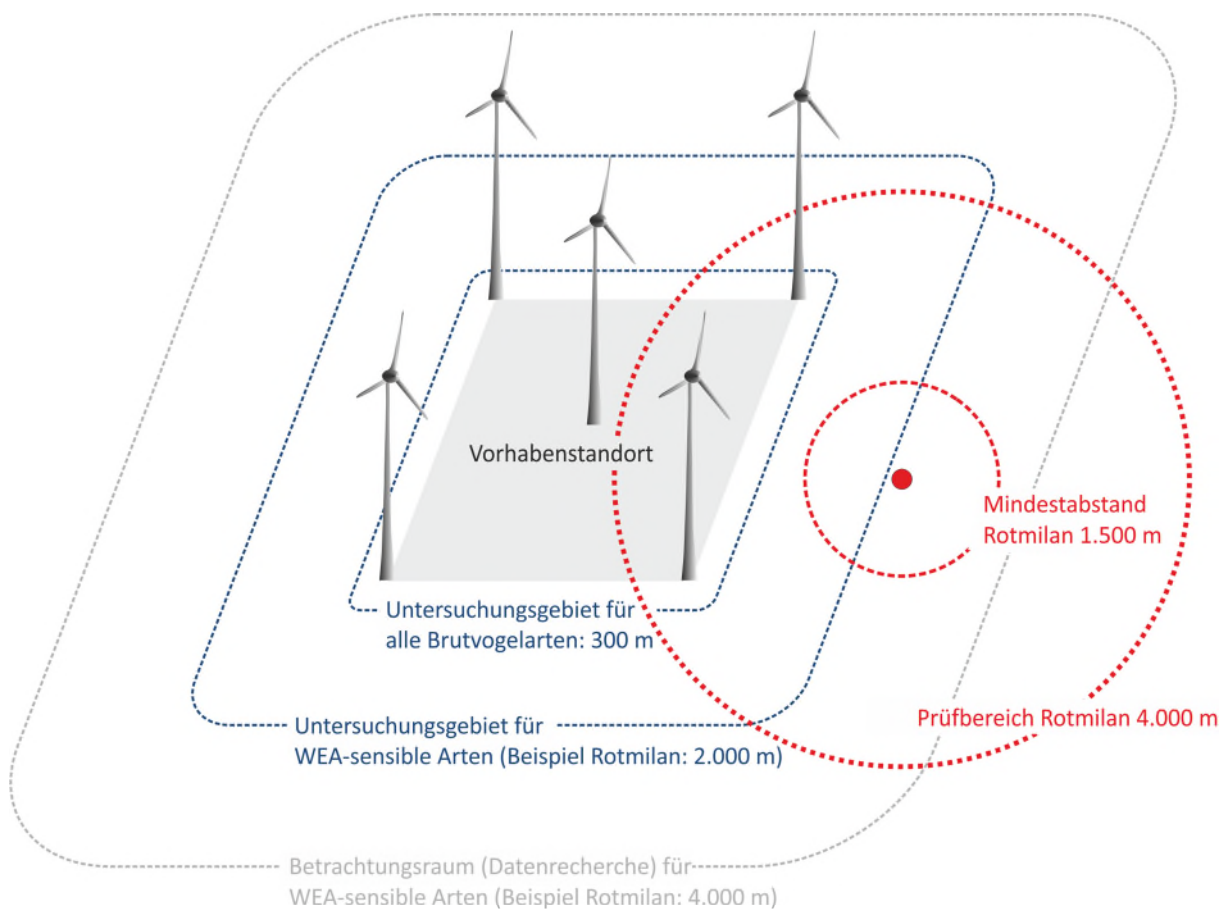 Vorhabenstandort
Mindestabstand
Rotmilan 1.500 m
Untersuchungsgebiet für
alle Brutvogelarten: 300 m
Prüfbereich Rotmilan 4.000 m
Untersuchungsgebiet für
WEA-sensible Arten (Beispiel Rotmilan: 2.000 m)
Betrachtungsraum (Datenrecherche) für
WEA-sensible Arten (Beispiel Rotmilan: 4.000 m)